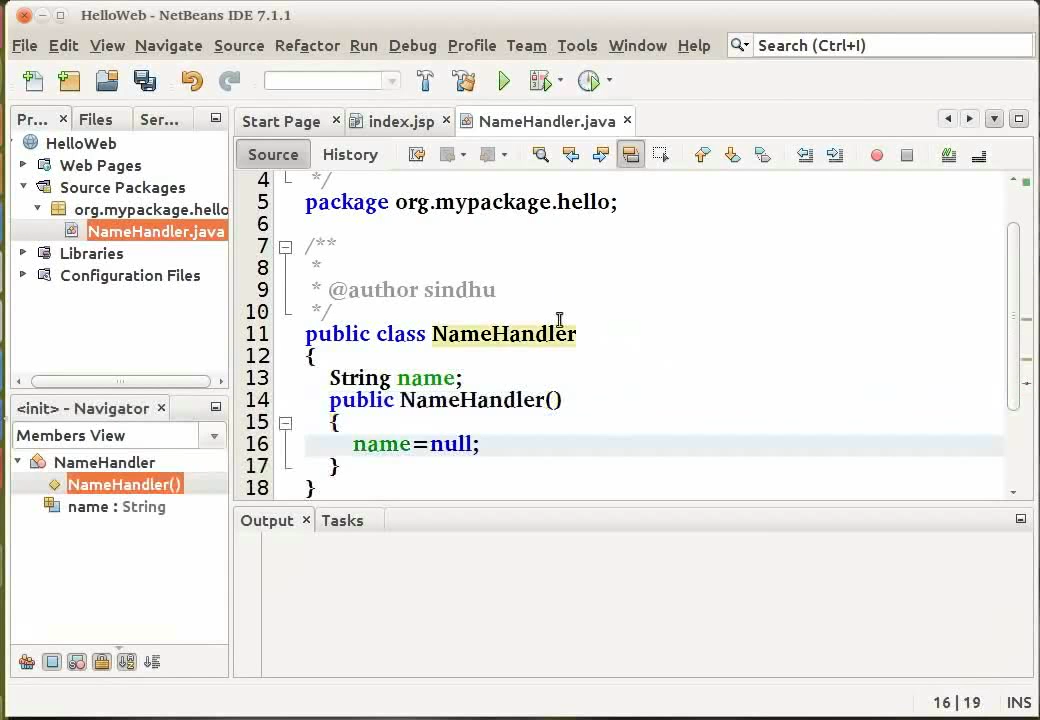 HelloWeb - NetBeans IDE 7.1.1
File Edit View Navigate Source Refactor Run Debug Profile Team Tools Window Help Search (Ctrl+I)
Pr... Files Ser...
HelloWeb
Web Pages
Source Packages
org.mypackage.hello
NameHandler.java
Libraries
Configuration Files
<init> - Navigator
Members View
NameHandler
NameHandler()
name : String
Start Page index.jsp NameHandler.java
Source History
4 */
5 package org.mypackage.hello;
6
7 /**
8 *
9 * @author sindhu
10 */
11 public class NameHandler
12 {
13 String name;
14 public NameHandler()
15 {
16 name=null;
17 }
18 }
Output Tasks
16 | 19 INS